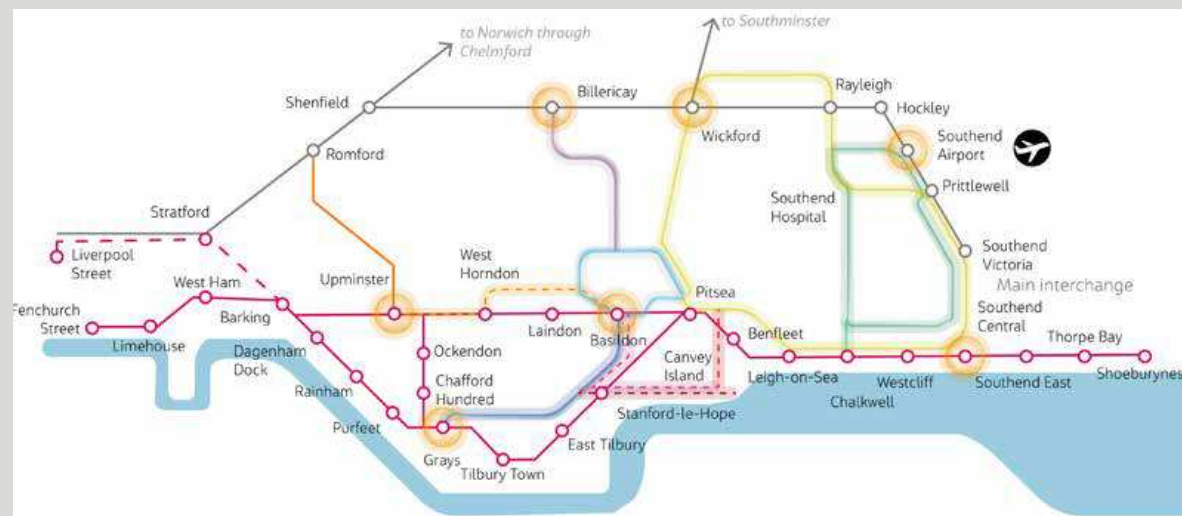 to Norwich through
Chelmford
to Southminster
Shenfield
Billericay
Wickford
Rayleigh
Hockley
Romford
Southend
Airport
Stratford
Prittlewell
Southend
Hospital
Liverpool
Street
West
Horndon
Upminster
Southend
Victoria
Main interchange
West Ham
Pitsea
Fenchurch
Street
Barking
Laindon
Basildon
Benfleet
Southend
Central
Thorpe Bay
Limehouse
Dagenham
Dock
Ockendon
Canvey
Island
Leigh-on-Sea
Westcliff
Southend East
Shoeburynes
Rainham
Chafford
Hundred
Chalkwell
Stanford-le-Hope
Purfeet
East Tilbury
Grays
Tilbury Town